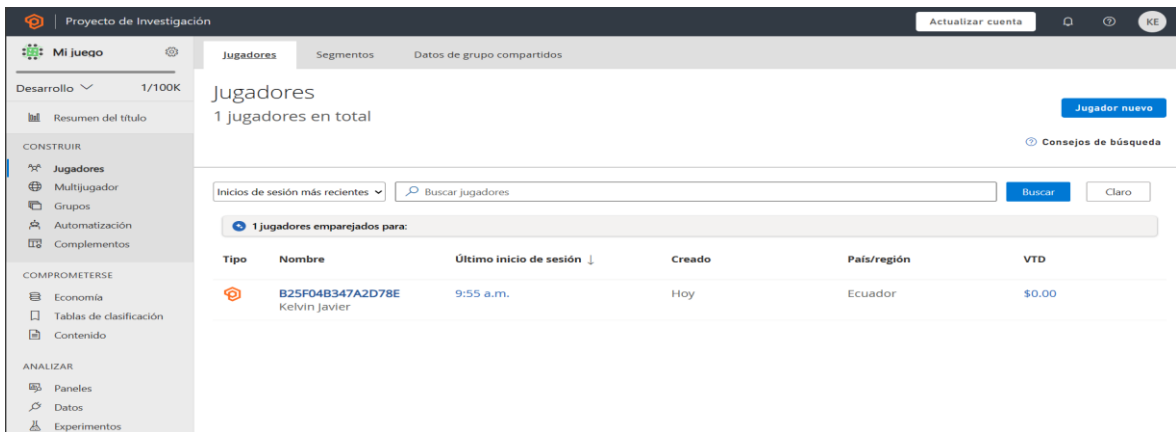 Proyecto de Investigación
Actualizar cuenta
KE
Mi juego
Jugadores Segmentos Datos de grupo compartidos
Desarrollo 1/100K
Resumen del título
CONSTRUIR
Jugadores
Multijugador
Grupos
Automatización
Complementos
COMPROMETERSE
Economía
Tablas de clasificación
Contenido
ANALIZAR
Paneles
Datos
Experimentos
Jugadores
1 jugadores en total
Jugador nuevo
Consejos de búsqueda
Inicios de sesión más recientes Buscar jugadores Buscar Claro
1 jugadores emparejados para:
Tipo Nombre Último inicio de sesión ↓ Creado País/región VTD
B25F04B347A2D78E 9:55 a.m. Hoy Ecuador $0.00
Kelvin Javier